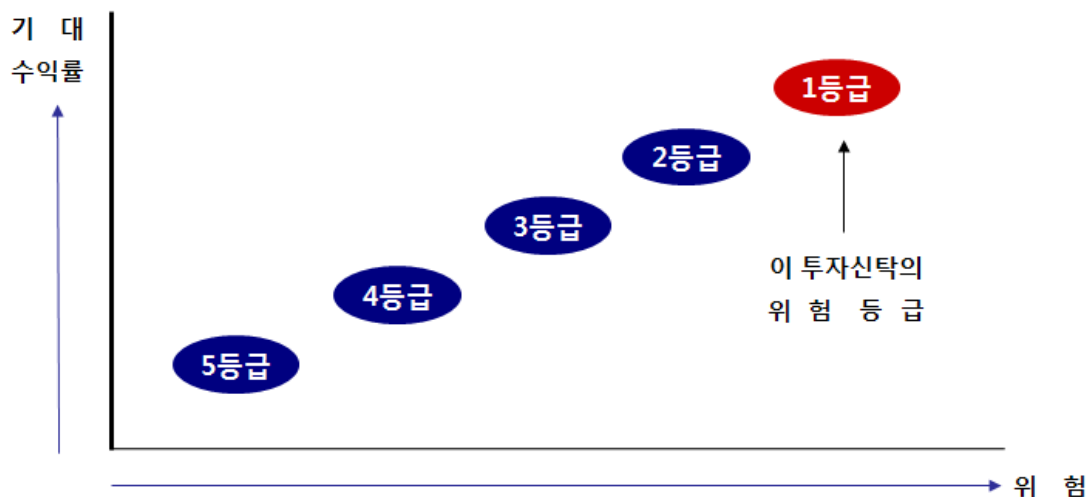 기 대
수익률
1등급
2등급
3등급
4등급
5등급
이 투자신탁의
위 험 등 급
위 험